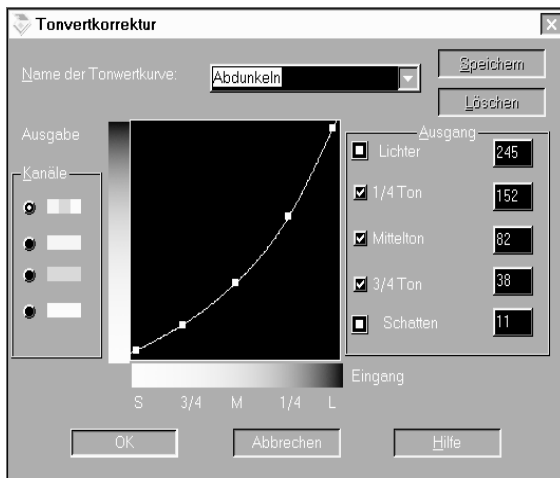 Tonvertkorrektur
Name der Tonwertkurve:
Abdunkeln
Speichern
Löschen
Ausgabe
Kanäle
Ausgang
Lichter 245
1/4 Ton 152
Mittelton 82
3/4 Ton 38
Schatten 11
Eingang
S 3/4 M 1/4 L
OK Abbrechen Hilfe